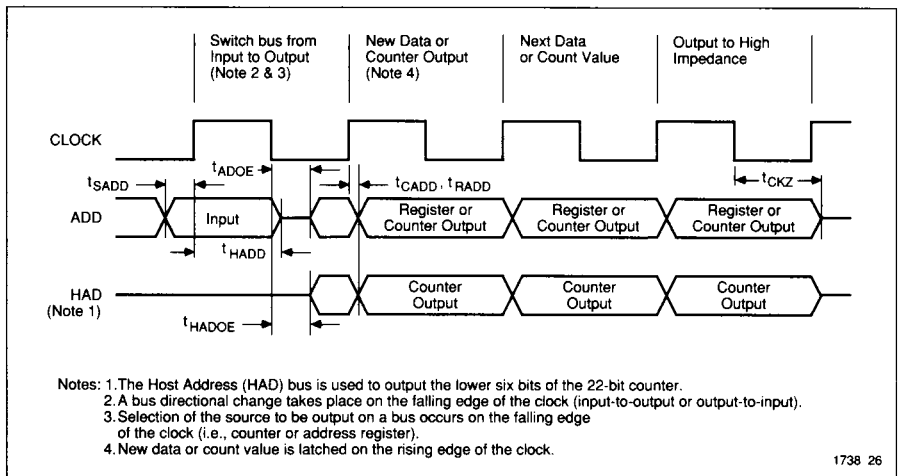 Switch bus from
Input to Output
(Note 2 & 3)
New Data or
Counter Output
(Note 4)
Next Data
or Count Value
Output to High
Impedance
CLOCK
tADOE
tSADD
tCADD, tRADD
tCKZ
ADD
Input
Register or
Counter Output
Register or
Counter Output
Register or
Counter Output
tHADD
HAD
(Note 1)
Counter
Output
Counter
Output
Counter
Output
tHADOE
Notes: 1.The Host Address (HAD) bus is used to output the lower six bits of the 22-bit counter.
2.A bus directional change takes place on the falling edge of the clock (input-to-output or output-to-input).
3.Selection of the source to be output on a bus occurs on the falling edge
of the clock (i.e., counter or address register).
4.New data or count value is latched on the rising edge of the clock.
1738 26